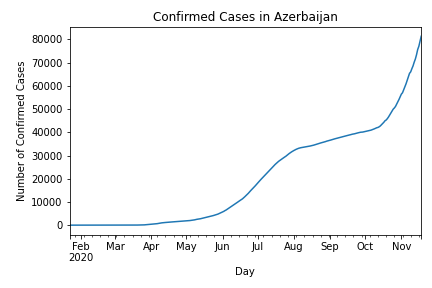 Confirmed Cases in Azerbaijan
Number of Confirmed Cases
80000
70000
60000
50000
40000
30000
20000
10000
0
Feb Mar Apr May Jun Jul Aug Sep Oct Nov
2020
Day